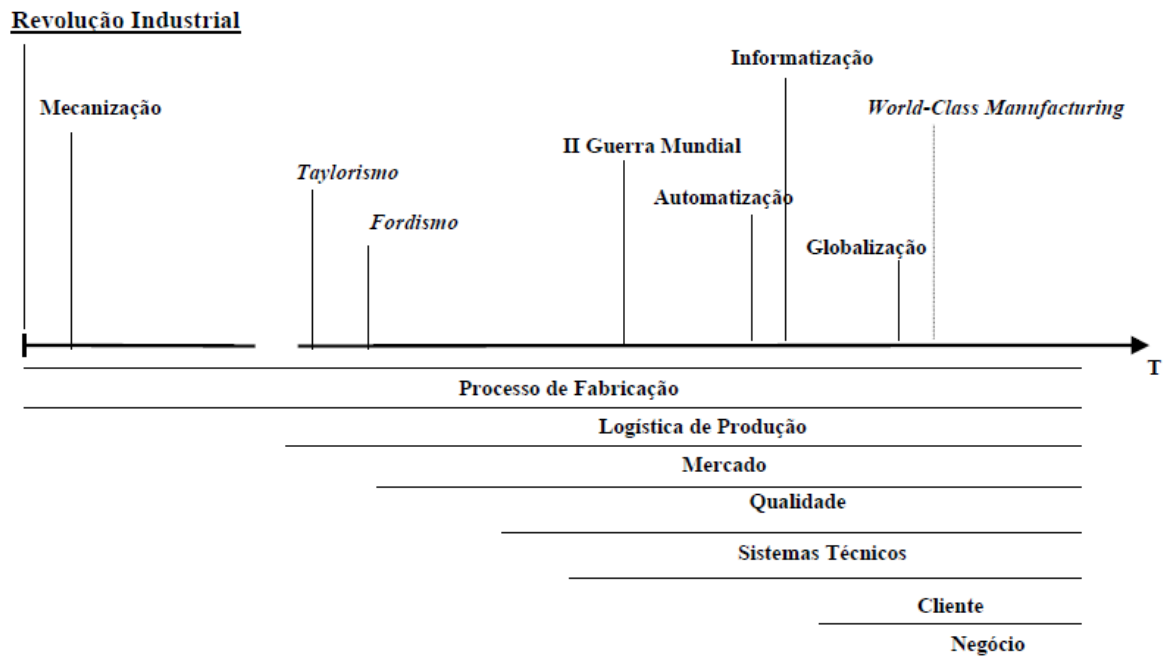 Revolução Industrial
Informatização
Mecanização
World-Class Manufacturing
II Guerra Mundial
Taylorismo
Automatização
Fordismo
Globalização
T
Processo de Fabricação
Logística de Produção
Mercado
Qualidade
Sistemas Técnicos
Cliente
Negócio